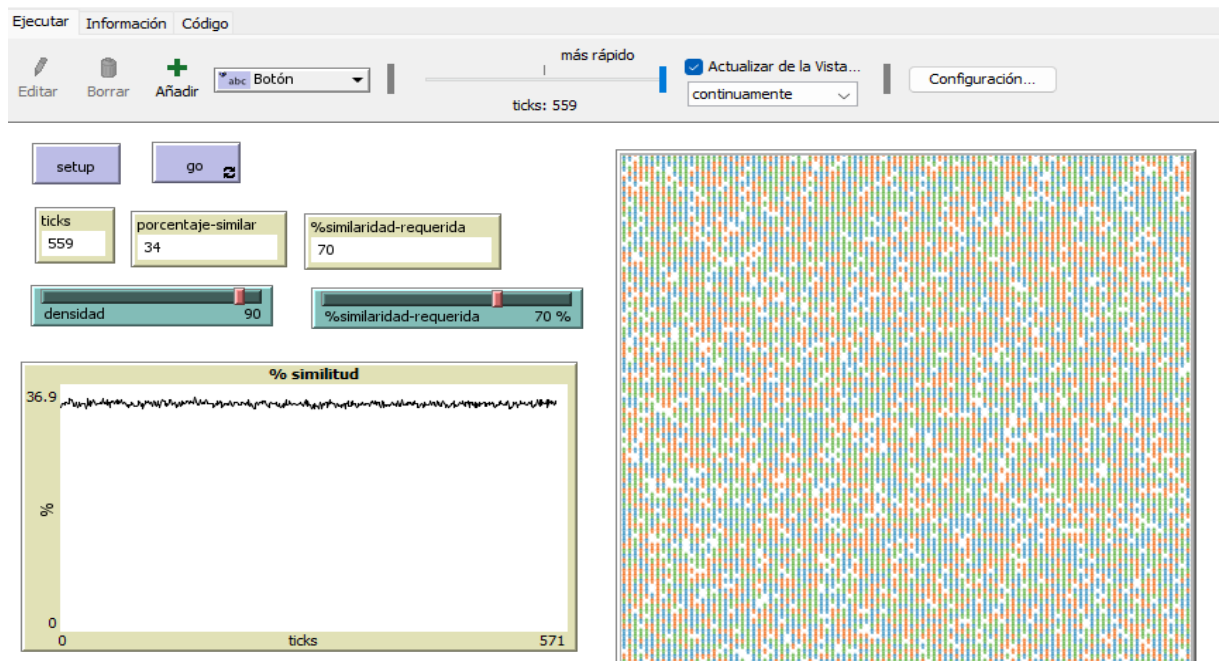 Ejecutar Información Código
más rápido
Editar Borrar Añadir abc Botón
ticks: 559
Actualizar de la Vista...
continuamente
Configuración...
setup go
ticks
559
porcentaje-similar
34
%similaridad-requerida
70
densidad 90
%similaridad-requerida 70 %
% similitud
36.9
%
0
0 ticks 571